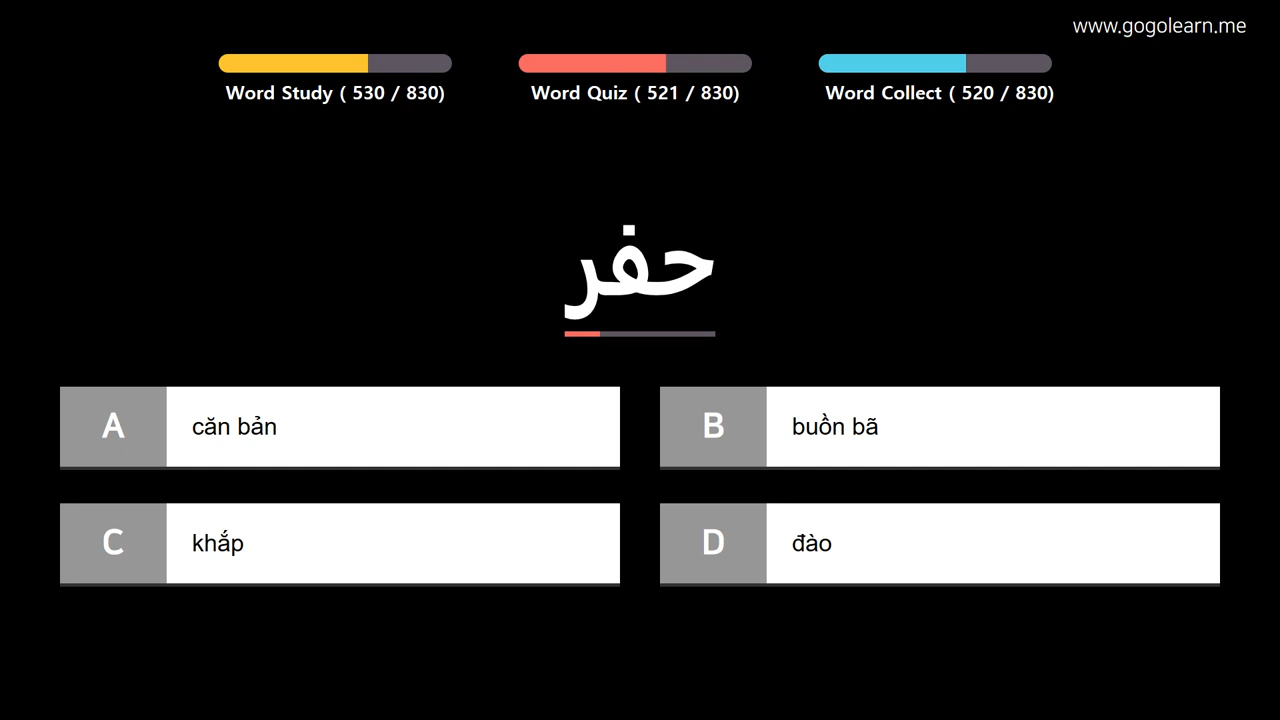 www.gogolearn.me
Word Study ( 530 / 830)
Word Quiz ( 521 / 830)
Word Collect ( 520 / 830)
حفر
A căn bản
B buồn bã
C khắp
D đào